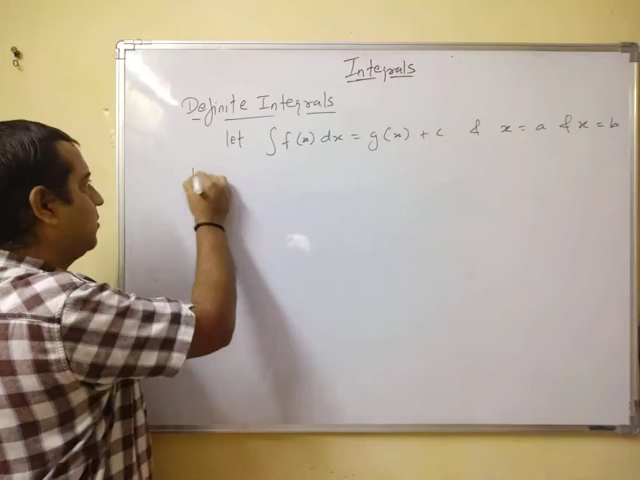 Integrals
Definite Integrals
let ∫ f(x) dx = g(x) + c & x = a & x = b